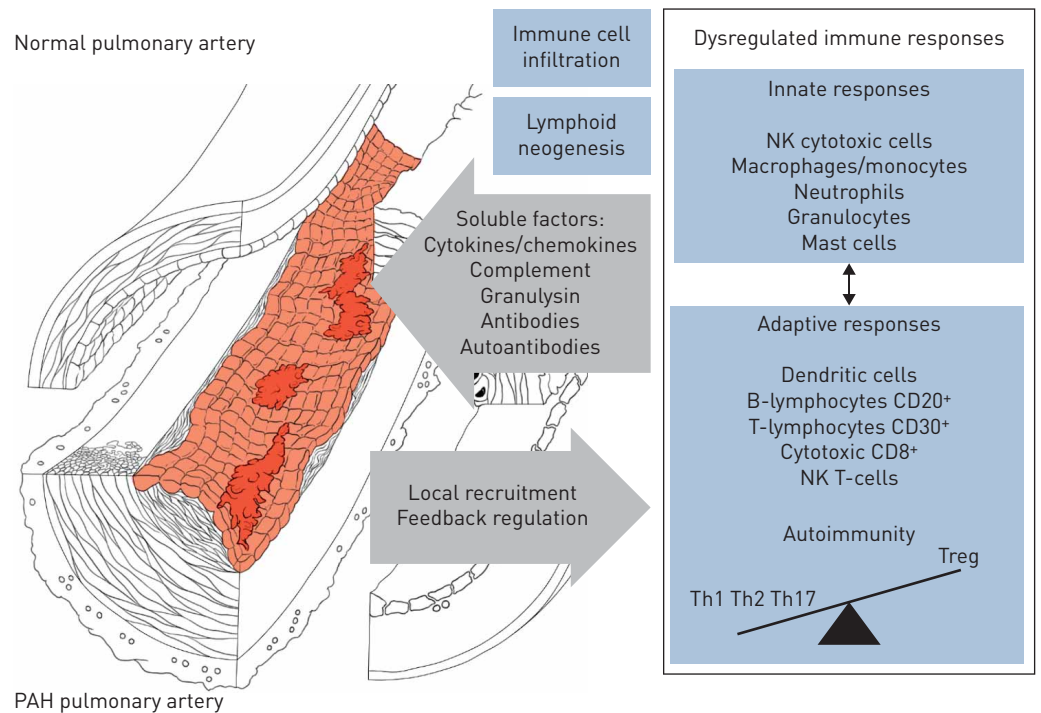 Normal pulmonary artery
Immune cell
infiltration
Lymphoid
neogenesis
Soluble factors:
Cytokines/chemokines
Complement
Granulysin
Antibodies
Autoantibodies
Local recruitment
Feedback regulation
PAH pulmonary artery
Dysregulated immune responses
Innate responses
NK cytotoxic cells
Macrophages/monocytes
Neutrophils
Granulocytes
Mast cells
Adaptive responses
Dendritic cells
B-lymphocytes CD20⁺
T-lymphocytes CD30⁺
Cytotoxic CD8⁺
NK T-cells
Autoimmunity
Treg
Th1 Th2 Th17